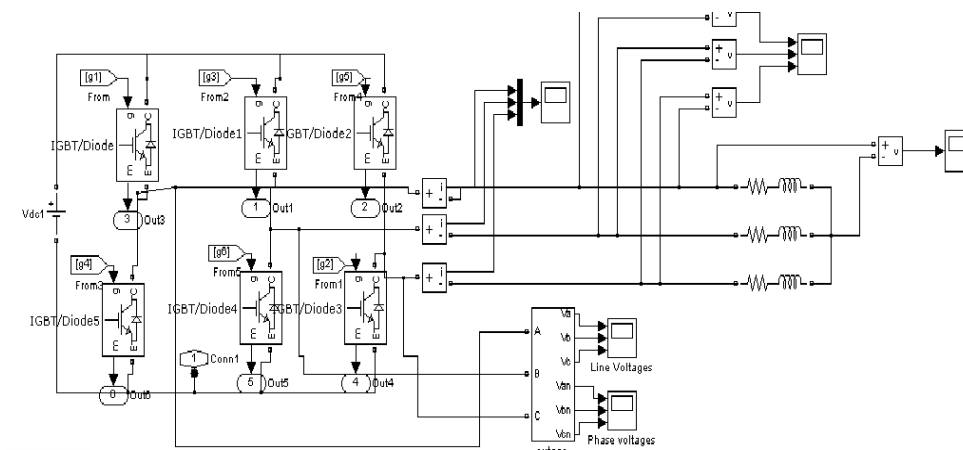 v
[g1]
[g3]
[g5]
+ - v
From
From2
From4
+ - v
g C
g C
g C
IGBT/Diode
IGBT/Diode1
IGBT/Diode2
m E
m E
m E
+ - v
+ i -
Vdc1
+
3
Out3
1
Out1
2
Out2
+ i -
[g4]
[g6]
[g2]
From3
From5
From1
+ i -
g C
g C
g C
IGBT/Diode5
IGBT/Diode4
IGBT/Diode3
m E
m E
m E
1
Conn1
6
Out6
5
Out5
4
Out4
A
B
C
Va
Vb
Vc
Van
Vbn
Vcn
Line Voltages
Phase voltages